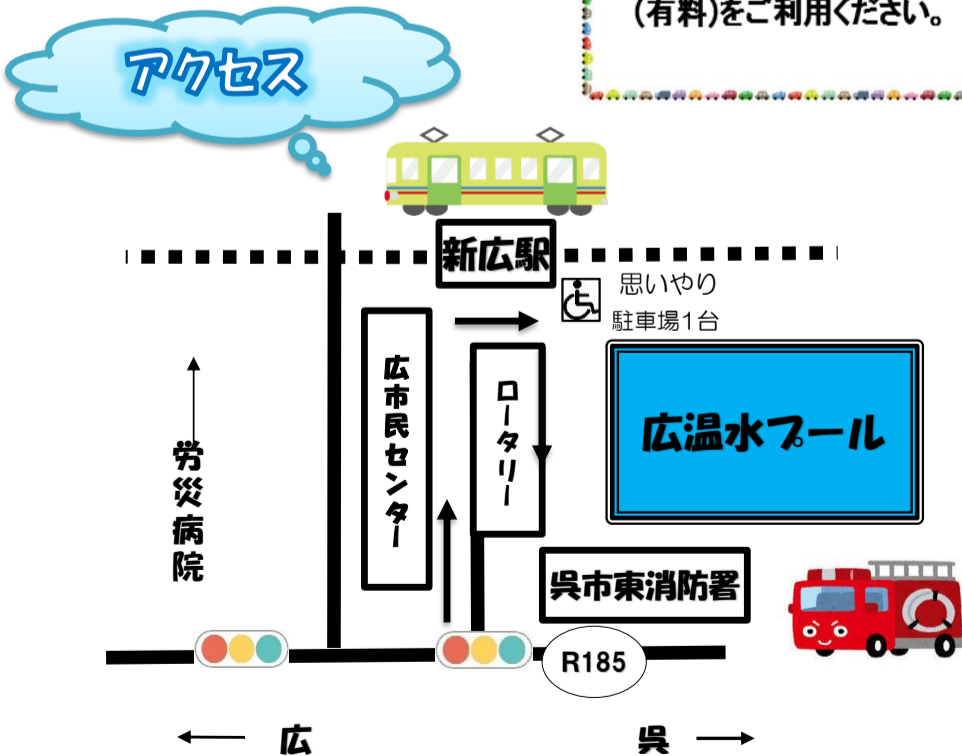 (有料)をご利用ください。
アクセス
新広駅
思いやり
駐車場1台
広市民センター
ロータリー
広温水プール
労災病院
呉市東消防署
R185
広
呉